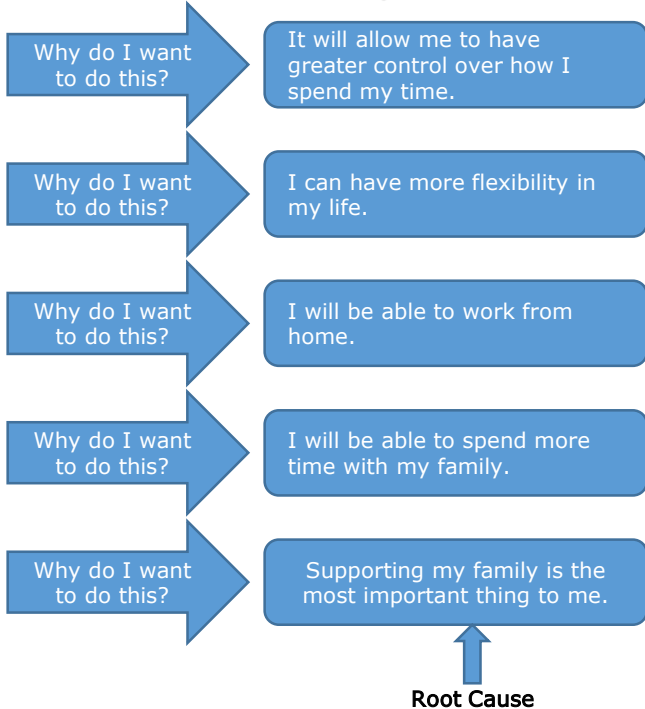 Why do I want
to do this?
It will allow me to have
greater control over how I
spend my time.
Why do I want
to do this?
I can have more flexibility in
my life.
Why do I want
to do this?
I will be able to work from
home.
Why do I want
to do this?
I will be able to spend more
time with my family.
Why do I want
to do this?
Supporting my family is the
most important thing to me.
Root Cause